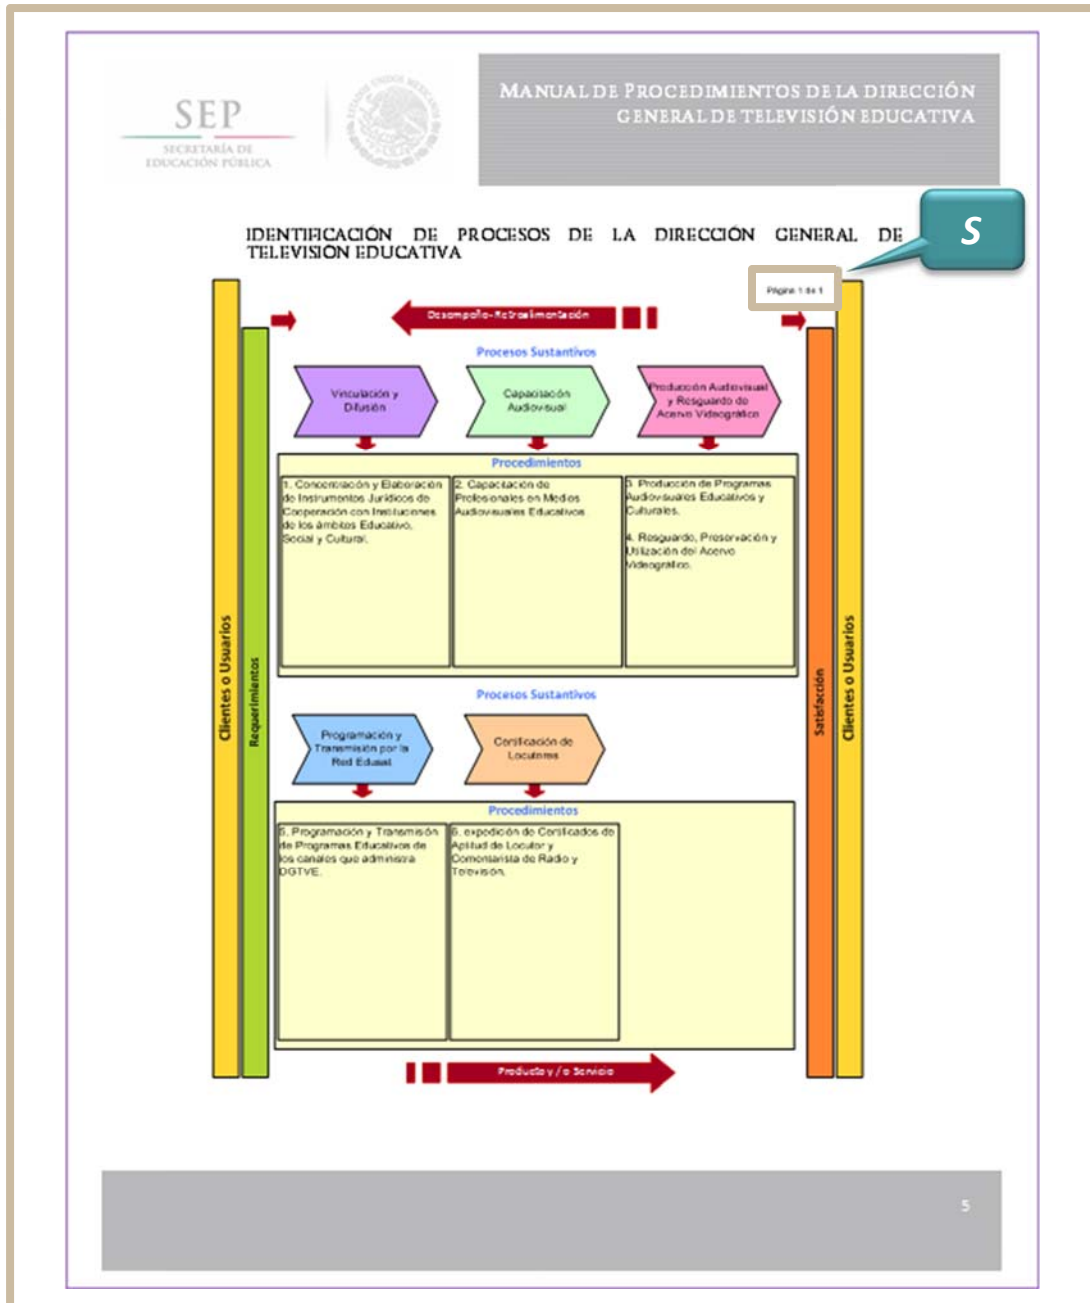 MANUAL DE PROCEDIMIENTOS DE LA DIRECCIÓN
GENERAL DE TELEVISIÓN EDUCATIVA
SEP
SECRETARÍA DE
EDUCACIÓN PÚBLICA
ESTADOS UNIDOS MEXICANOS
S
IDENTIFICACIÓN DE PROCESOS DE LA DIRECCIÓN GENERAL DE
TELEVISIÓN EDUCATIVA
Página 1 de 1
Desempeño-Retroalimentación
Procesos Sustantivos
Vinculación y
Difusión
Capacitación
Audiovisual
Producción Audiovisual
y Resguardo de
Acervo Videográfico
Procedimientos
1. Concentración y Elaboración
de Instrumentos Jurídicos de
Cooperación con Instituciones
de los ámbitos Educativo,
Social y Cultural.
2. Capacitación de
Profesionales en Medios
Audiovisuales Educativos
3. Producción de Programas
Audiovisuales Educativos y
Culturales.
4. Resguardo, Preservación y
Utilización del Acervo
Videográfico.
Clientes o Usuarios
Requerimientos
Satisfacción
Clientes o Usuarios
Procesos Sustantivos
Programación y
Transmisión por la
Red Edusat
Certificación de
Locutores
Procedimientos
5. Programación y Transmisión
de Programas Educativos de
los canales que administra
DGTVE.
6. expedición de Certificados de
Aptitud de Locutor y
Comentarista de Radio y
Televisión.
Producto y / o Servicio
5